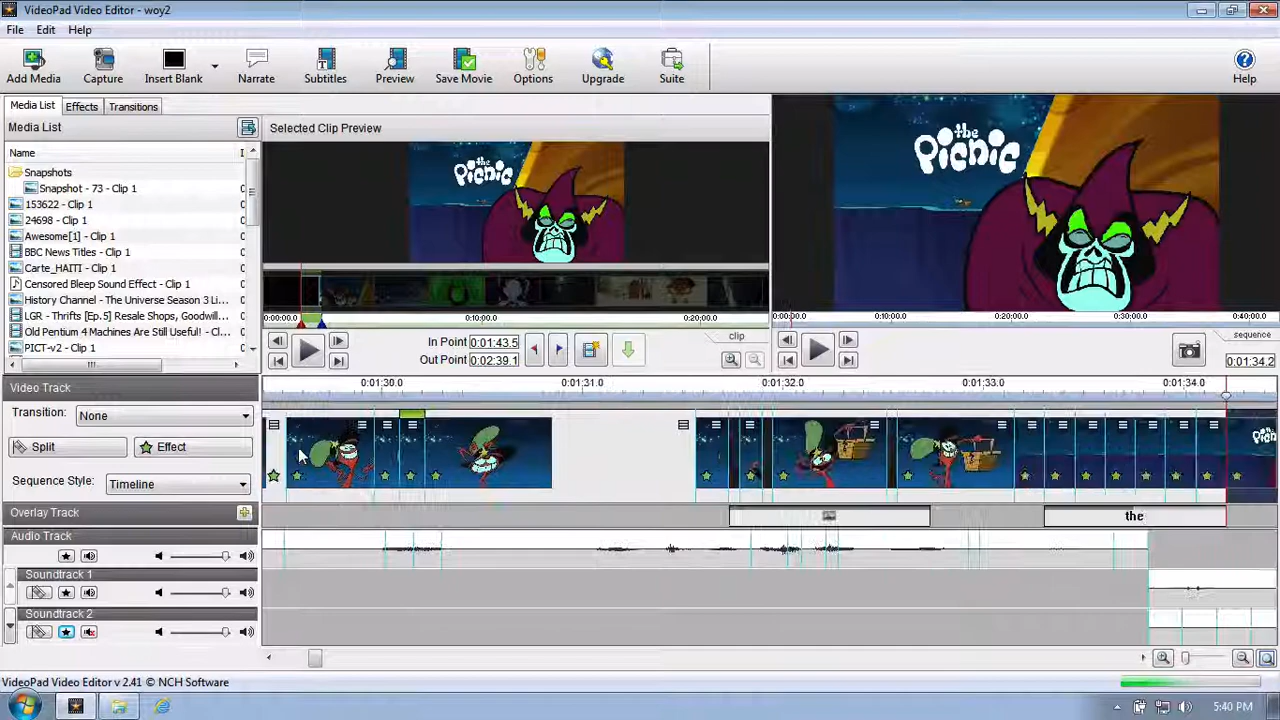 VideoPad Video Editor - woy2
File Edit Help
Add Media Capture Insert Blank Narrate Subtitles Preview Save Movie Options Upgrade Suite Help
Media List Effects Transitions
Media List
Selected Clip Preview
Name
Snapshots
Snapshot - 73 - Clip 1
153622 - Clip 1
24698 - Clip 1
Awesome[1] - Clip 1
BBC News Titles - Clip 1
Carte_HAITI - Clip 1
Censored Bleep Sound Effect - Clip 1
History Channel - The Universe Season 3 Li...
LGR - Thrifts [Ep.5] Resale Shops, Goodwil...
Old Pentium 4 Machines Are Still Useful! - Cl...
PICT-v2 - Clip 1
the Picnic
the Picnic
0:00:00.0 0:10:00.0 0:20:00.0
0:00:00.0 0:10:00.0 0:20:00.0 0:30:00.0 0:40:00.0
In Point 0:01:43.5
Out Point 0:02:39.1
clip
sequence
0:01:34.2
Video Track
0:01:30.0 0:01:31.0 0:01:32.0 0:01:33.0 0:01:34.0
Transition: None
Split Effect
Sequence Style: Timeline
the Picnic
Overlay Track
the
Audio Track
Soundtrack 1
Soundtrack 2
VideoPad Video Editor v 2.41 © NCH Software
5:40 PM